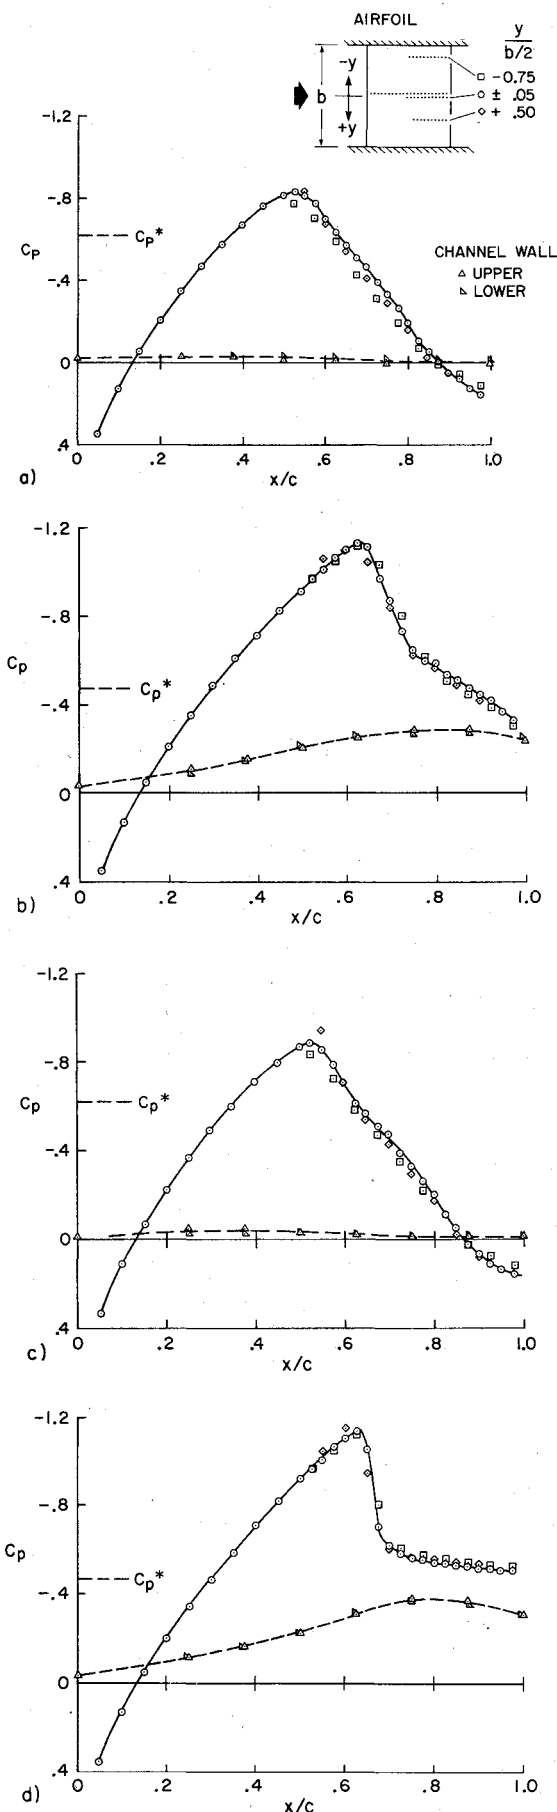 AIRFOIL
y
b/2
-y
b
+y
□ -0.75
○ ± .05
◇ + .50
-1.2
-.8
Cp*
Cp
CHANNEL WALL
△ UPPER
◺ LOWER
-.4
0
.4
0 .2 .4 .6 .8 1.0
x/c
a)
-1.2
-.8
Cp
Cp*
-.4
0
.4
0 .2 .4 .6 .8 1.0
x/c
b)
-1.2
-.8
Cp
Cp*
-.4
0
.4
0 .2 .4 .6 .8 1.0
x/c
c)
-1.2
-.8
Cp
Cp*
-.4
0
.4
0 .2 .4 .6 .8 1.0
x/c
d)